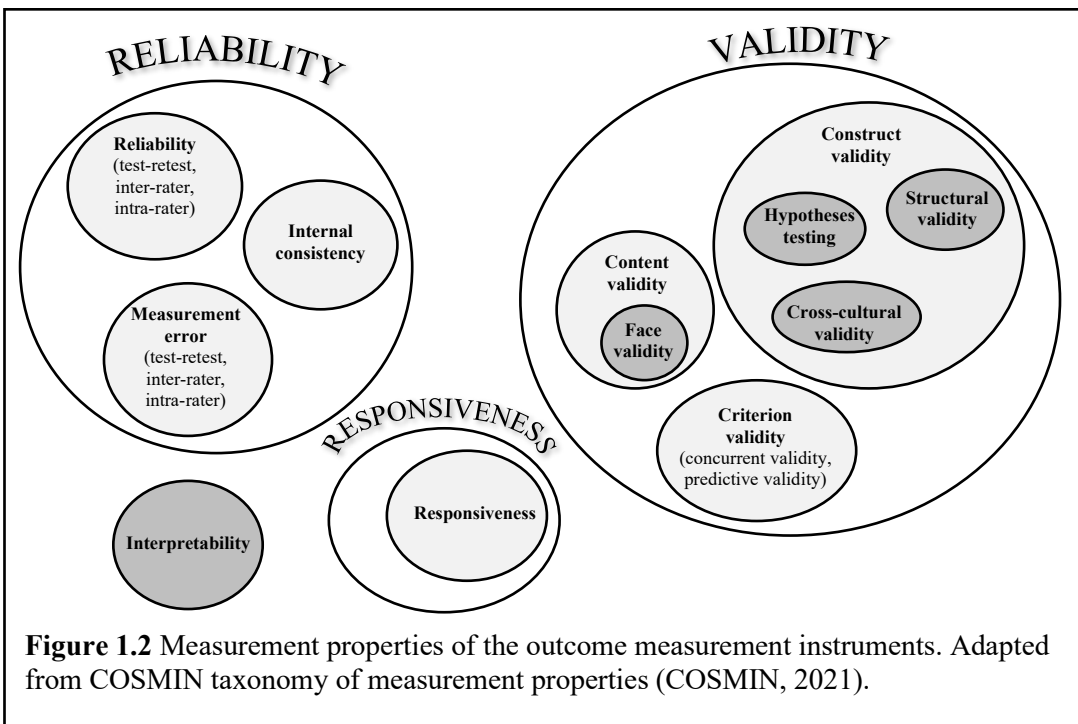 RELIABILITY
Reliability
(test-retest,
inter-rater,
intra-rater)
Internal
consistency
Measurement
error
(test-retest,
inter-rater,
intra-rater)
VALIDITY
Construct
validity
Structural
validity
Hypotheses
testing
Cross-cultural
validity
Content
validity
Face
validity
Criterion
validity
(concurrent validity,
predictive validity)
RESPONSIVENESS
Responsiveness
Interpretability
Figure 1.2 Measurement properties of the outcome measurement instruments. Adapted
from COSMIN taxonomy of measurement properties (COSMIN, 2021).